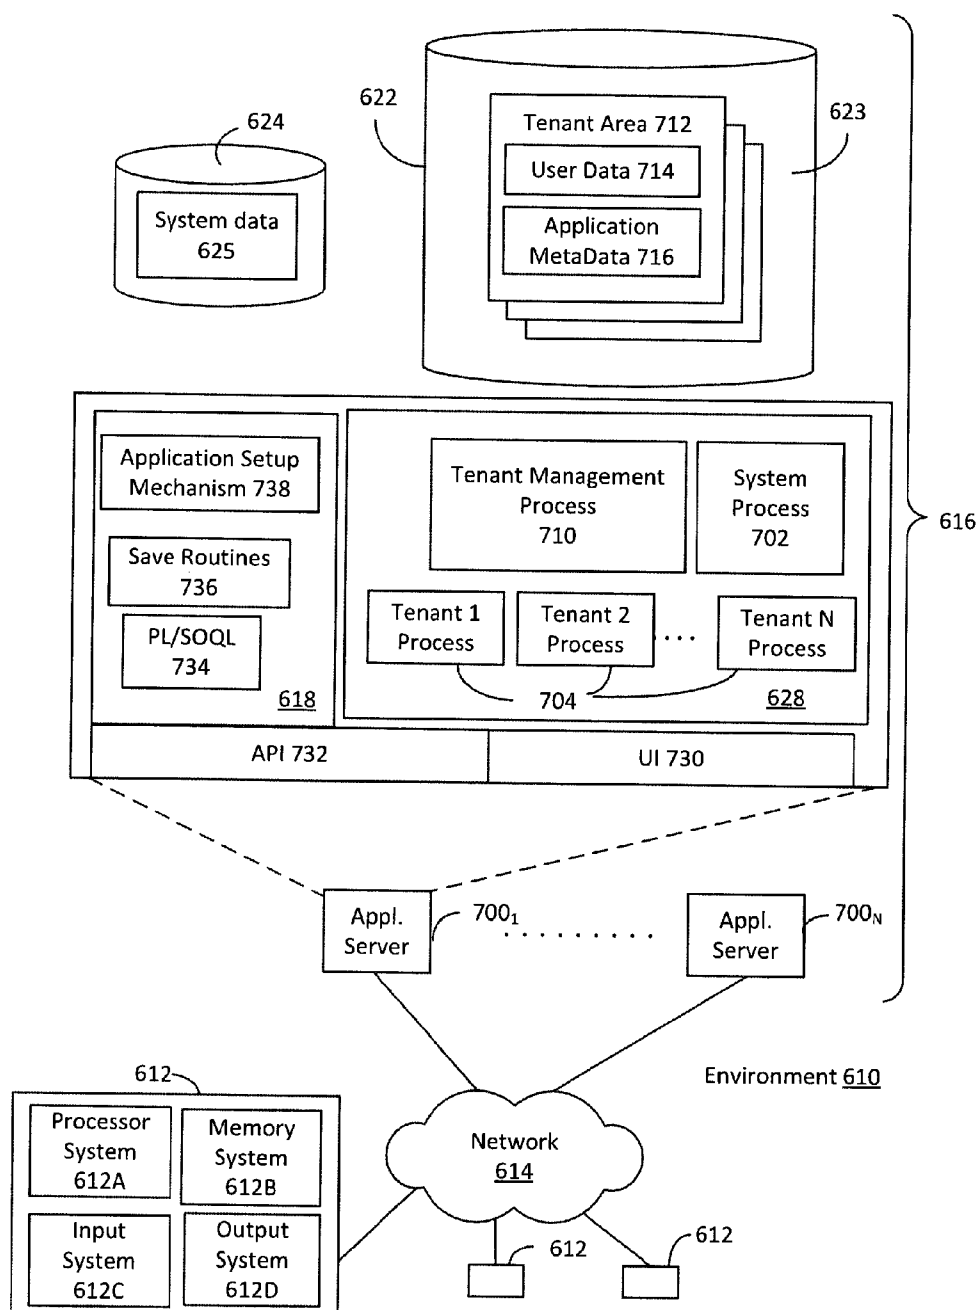 624
622
623
Tenant Area 712
User Data 714
Application
MetaData 716
System data
625
616
Application Setup
Mechanism 738
Save Routines
736
PL/SOQL
734
618
Tenant Management
Process
710
System
Process
702
Tenant 1
Process
Tenant 2
Process
. . . .
Tenant N
Process
704
628
API 732
UI 730
Appl.
Server
700₁
. . . . . . . . .
Appl.
Server
700N
Environment 610
612
Processor
System
612A
Memory
System
612B
Input
System
612C
Output
System
612D
Network
614
612
612